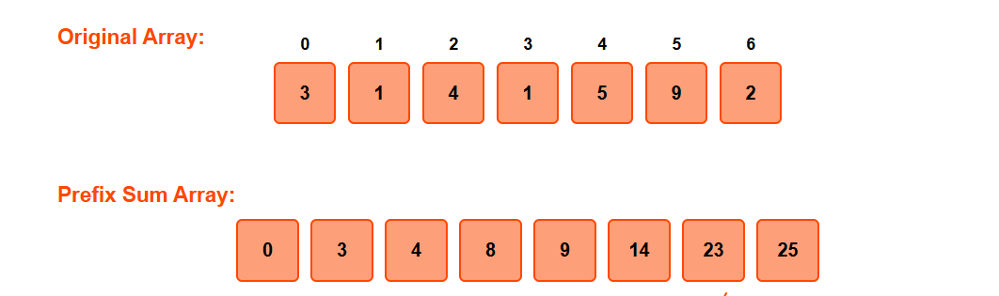 Original Array:
0 1 2 3 4 5 6
3 1 4 1 5 9 2
Prefix Sum Array:
0 3 4 8 9 14 23 25